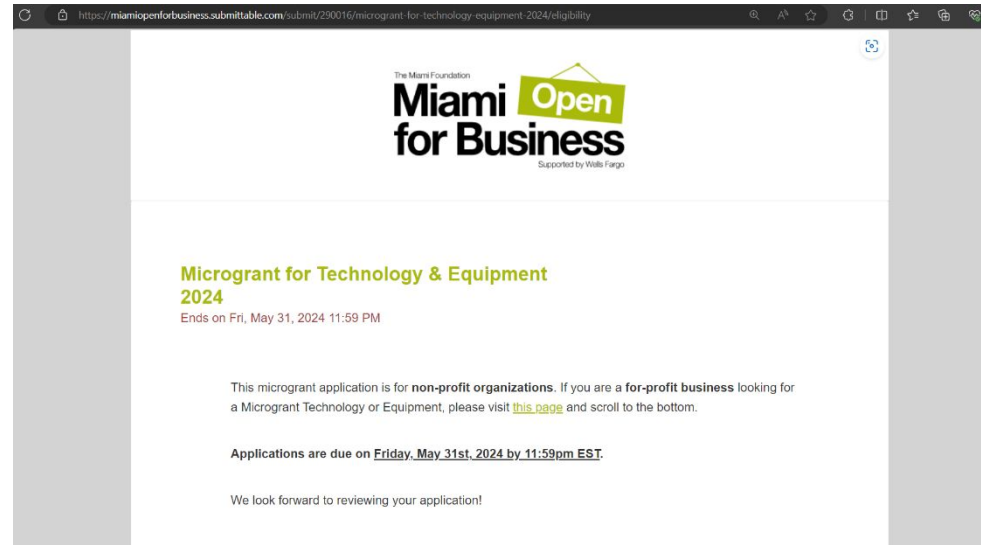 https://miamiopenforbusiness.submittable.com/submit/290016/microgrant-for-technology-equipment-2024/eligibility
The Miami Foundation
Miami Open
for Business
Supported by Wells Fargo
Microgrant for Technology & Equipment
2024
Ends on Fri, May 31, 2024 11:59 PM
This microgrant application is for non-profit organizations. If you are a for-profit business looking for
a Microgrant Technology or Equipment, please visit this page and scroll to the bottom.
Applications are due on Friday, May 31st, 2024 by 11:59pm EST.
We look forward to reviewing your application!